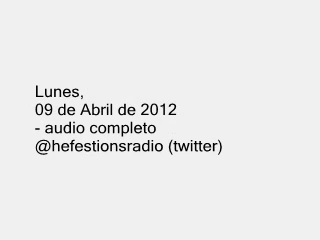 Lunes,
09 de Abril de 2012
- audio completo
@hefestionsradio (twitter)